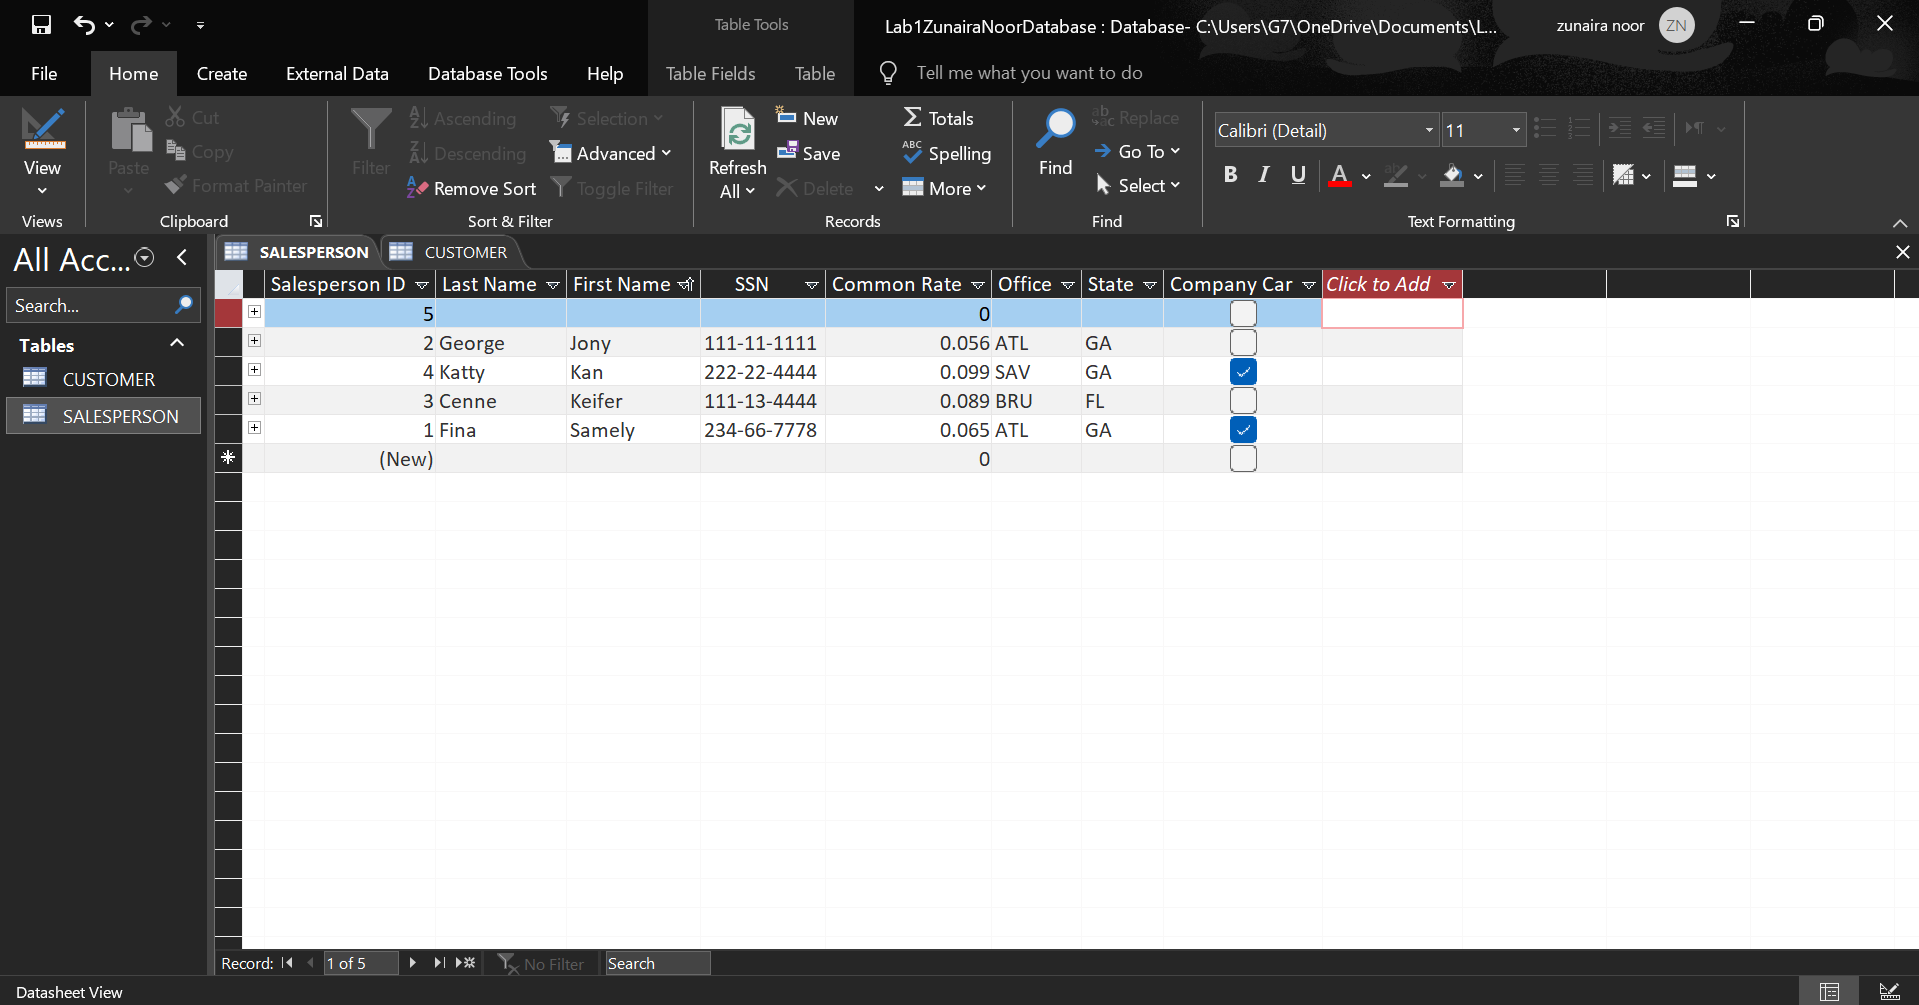 Table Tools
Lab1ZunairaNoorDatabase : Database- C:\Users\G7\OneDrive\Documents\L...
zunaira noor
ZN
File
Home
Create
External Data
Database Tools
Help
Table Fields
Table
Tell me what you want to do
View
Views
Paste
Cut
Copy
Format Painter
Clipboard
Filter
Ascending
Descending
Remove Sort
Selection
Advanced
Toggle Filter
Sort & Filter
Refresh
All
New
Save
Delete
Totals
Spelling
More
Records
Find
Replace
Go To
Select
Find
Calibri (Detail)
11
B I U
Text Formatting
All Acc...
Search...
Tables
CUSTOMER
SALESPERSON
SALESPERSON
CUSTOMER
Salesperson ID Last Name First Name SSN Common Rate Office State Company Car Click to Add
5 0
2 George Jony 111-11-1111 0.056 ATL GA
4 Katty Kan 222-22-4444 0.099 SAV GA
3 Cenne Keifer 111-13-4444 0.089 BRU FL
1 Fina Samely 234-66-7778 0.065 ATL GA
(New) 0
Record: 1 of 5 No Filter Search
Datasheet View